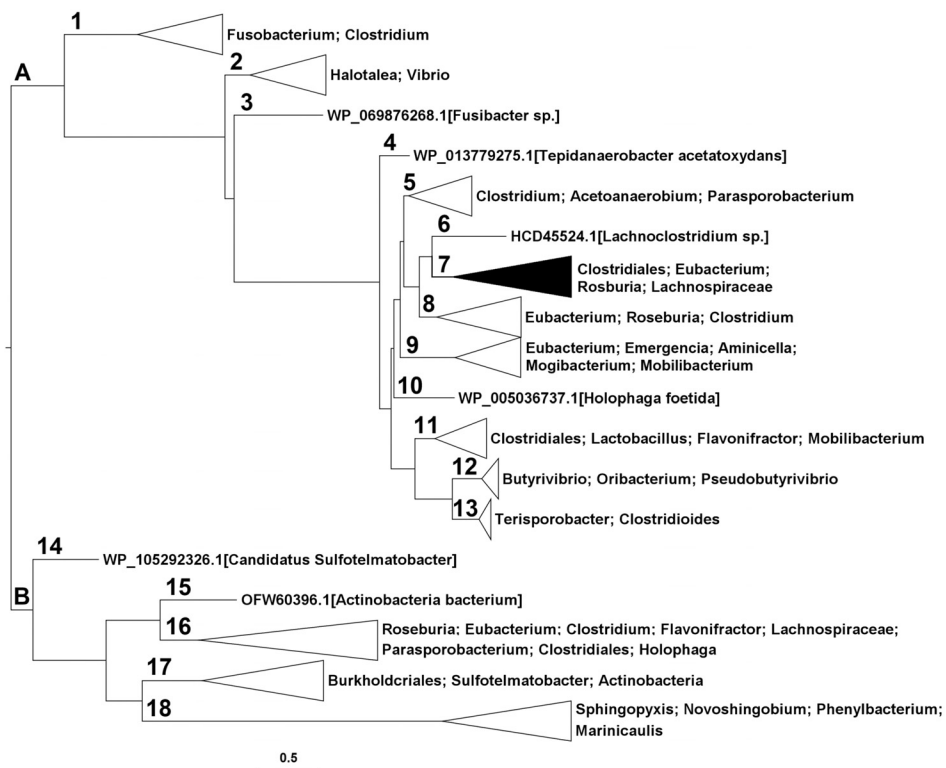 1
Fusobacterium; Clostridium
A
2
Halotalea; Vibrio
3
WP_069876268.1[Fusibacter sp.]
4
WP_013779275.1[Tepidanaerobacter acetatoxydans]
5
Clostridium; Acetoanaerobium; Parasporobacterium
6
HCD45524.1[Lachnoclostridium sp.]
7
Clostridiales; Eubacterium;
Rosburia; Lachnospiraceae
8
Eubacterium; Roseburia; Clostridium
9
Eubacterium; Emergencia; Aminicella;
Mogibacterium; Mobilibacterium
10
WP_005036737.1[Holophaga foetida]
11
Clostridiales; Lactobacillus; Flavonifractor; Mobilibacterium
12
Butyrivibrio; Oribacterium; Pseudobutyrivibrio
13
Terisporobacter; Clostridioides
14
WP_105292326.1[Candidatus Sulfotelmatobacter]
B
15
OFW60396.1[Actinobacteria bacterium]
16
Roseburia; Eubacterium; Clostridium; Flavonifractor; Lachnospiraceae;
Parasporobacterium; Clostridiales; Holophaga
17
Burkholdcriales; Sulfotelmatobacter; Actinobacteria
18
Sphingopyxis; Novoshingobium; Phenylbacterium;
Marinicaulis
0.5